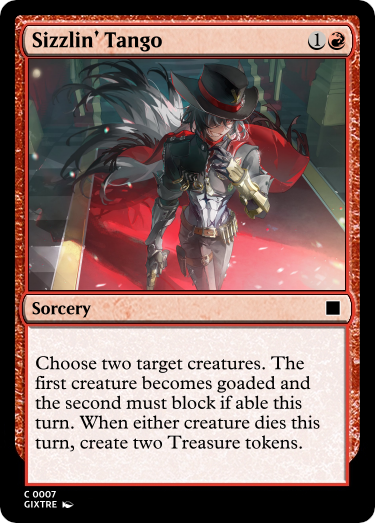 Sizzlin’ Tango
1
Sorcery
Choose two target creatures. The
first creature becomes goaded and
the second must block if able this
turn. When either creature dies this
turn, create two Treasure tokens.
C 0007
GIXTRE